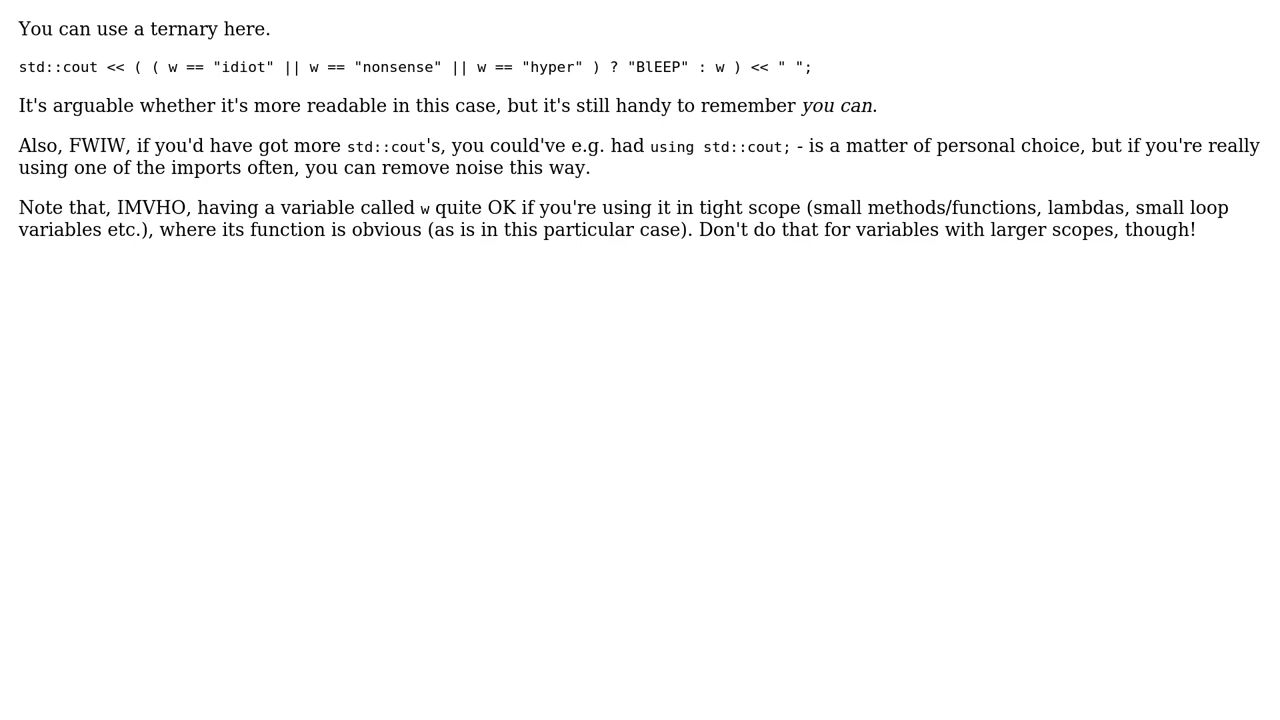 You can use a ternary here.
std::cout << ( ( w == "idiot" || w == "nonsense" || w == "hyper" ) ? "BlEEP" : w ) << " ";
It's arguable whether it's more readable in this case, but it's still handy to remember you can.
Also, FWIW, if you'd have got more std::cout's, you could've e.g. had using std::cout; - is a matter of personal choice, but if you're really
using one of the imports often, you can remove noise this way.
Note that, IMVHO, having a variable called w quite OK if you're using it in tight scope (small methods/functions, lambdas, small loop
variables etc.), where its function is obvious (as is in this particular case). Don't do that for variables with larger scopes, though!